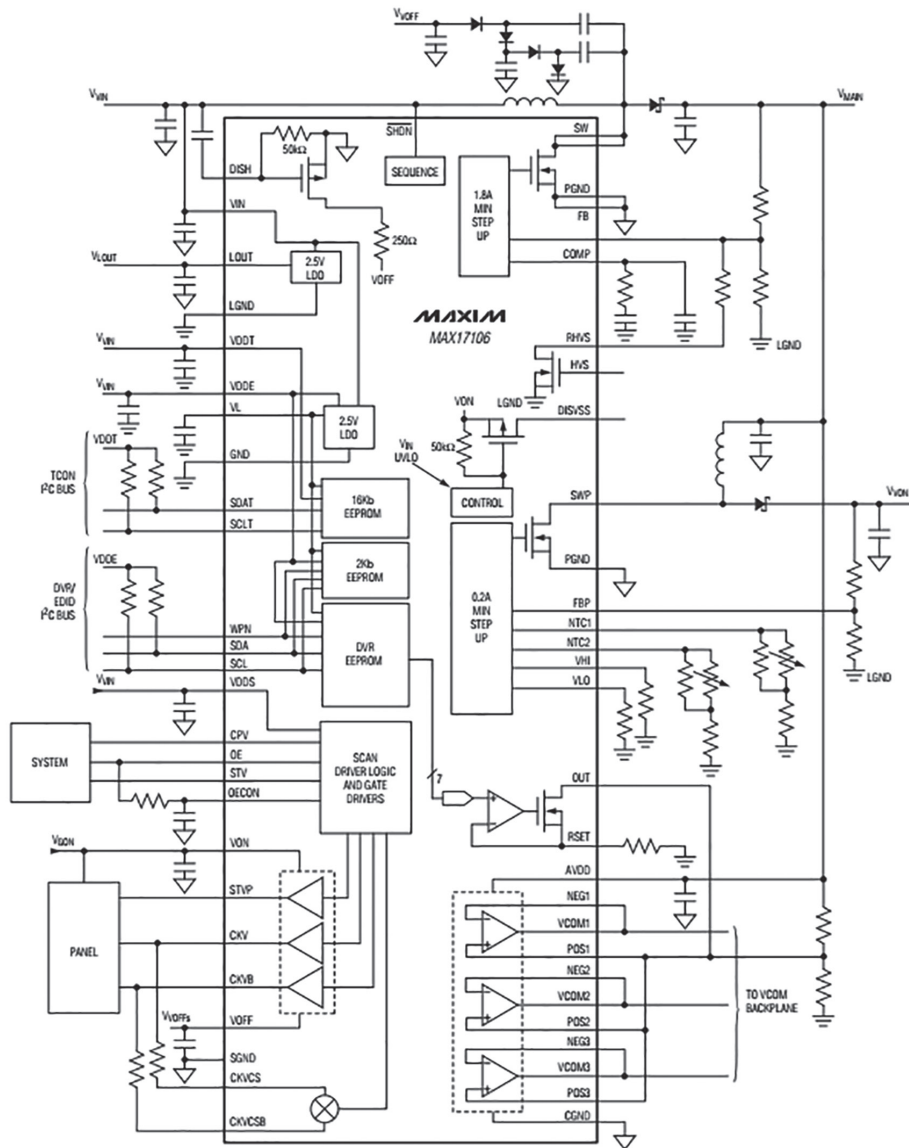 VVOFF
VVIN
VMAIN
SHDN
SW
50kΩ
DISH
SEQUENCE
PGND
FB
1.8A
MIN
STEP
UP
VIN
250Ω
VLOUT
LOUT
2.5V
LDO
VOFF
COMP
LGND
MAXIM
MAX17106
RHVS
LGND
VVIN
VDDT
HVS
VVIN
VDDE
VON
LGND
DISVSS
VL
2.5V
LDO
50kΩ
VIN
UVLO
VDDT
GND
TCON
I²C BUS
CONTROL
SWP
VVON
SDAT
16Kb
EEPROM
SCLT
PGND
VDDE
2Kb
EEPROM
DVR/
EDID
I²C BUS
0.2A
MIN
STEP
UP
FBP
WPN
NTC1
SDA
DVR
EEPROM
NTC2
SCL
VHI
LGND
VVIN
VDDS
VLO
SYSTEM
CPV
OE
STV
OECON
SCAN
DRIVER LOGIC
AND GATE
DRIVERS
7
OUT
RSET
VGON
VON
AVDD
STVP
NEG1
VCOM1
PANEL
CKV
POS1
CKVB
NEG2
VCOM2
TO VCOM
BACKPLANE
VVOFFs
VOFF
POS2
SGND
NEG3
CKVCS
VCOM3
POS3
CKVCSB
CGND